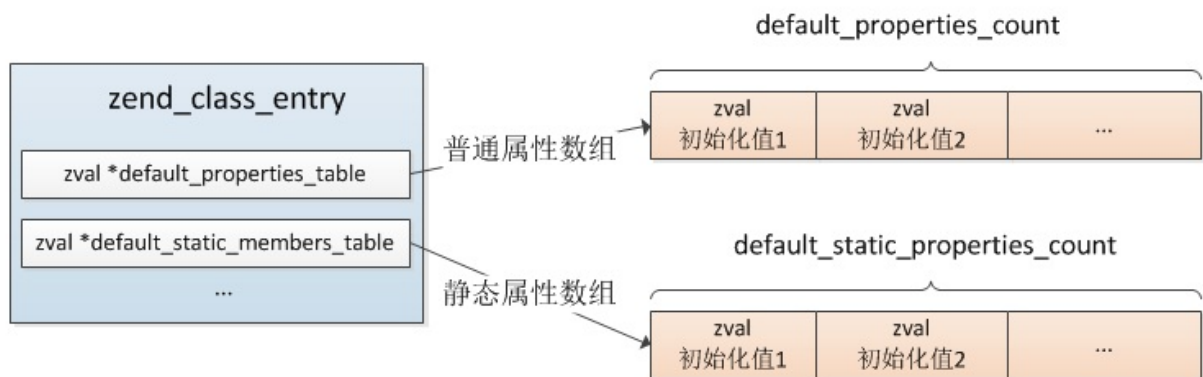 default_properties_count
zend_class_entry
zval
初始化值1
zval
初始化值2
...
普通属性数组
zval *default_properties_table
zval *default_static_members_table
...
default_static_properties_count
静态属性数组
zval
初始化值1
zval
初始化值2
...